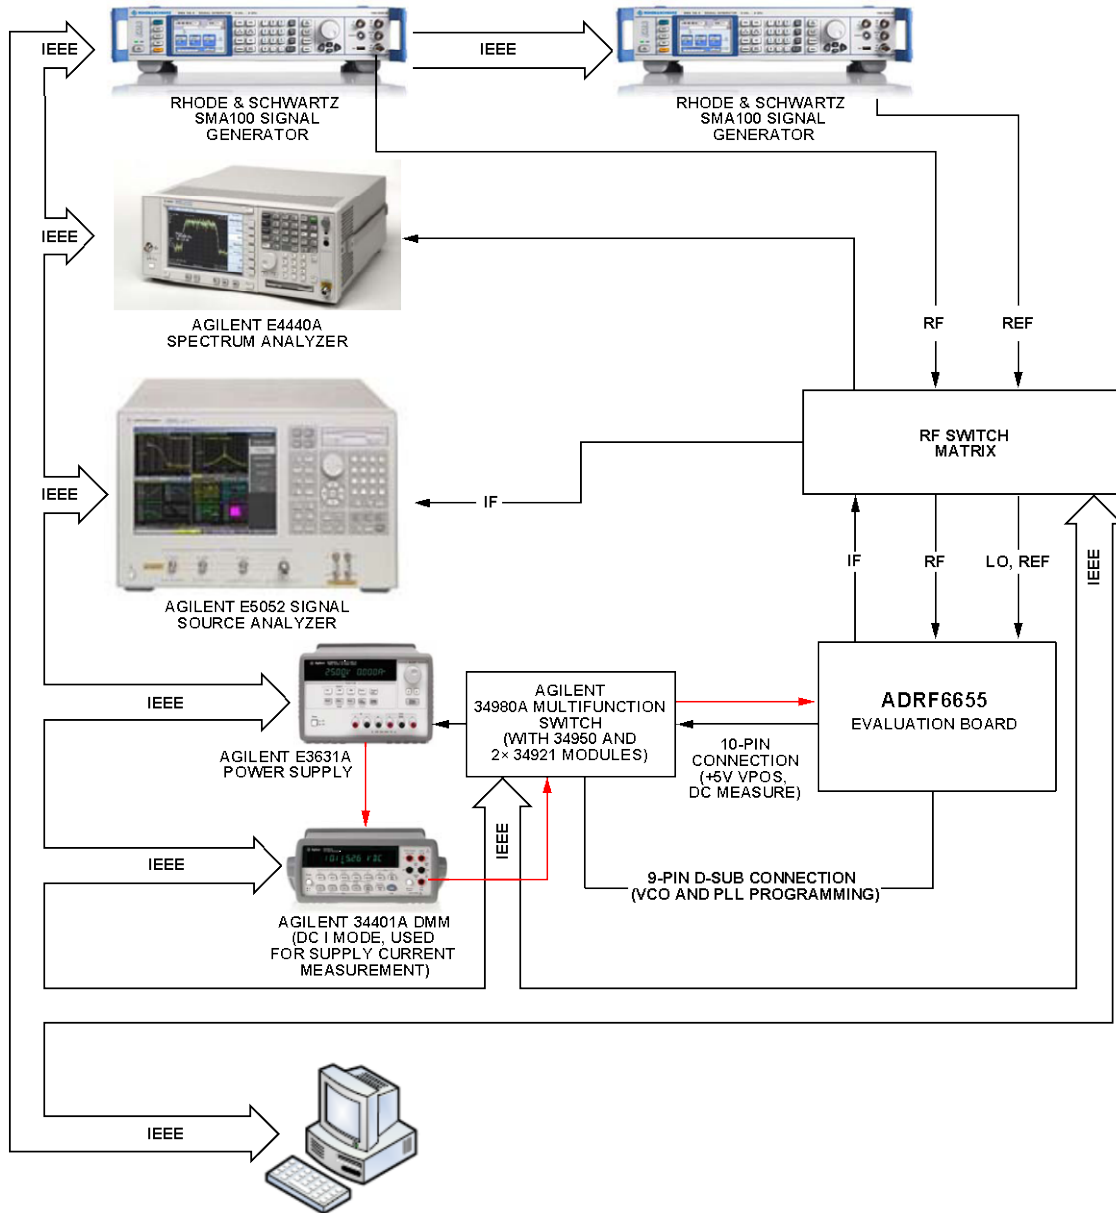 IEEE
IEEE
RHODE & SCHWARTZ
SMA100 SIGNAL
GENERATOR
RHODE & SCHWARTZ
SMA100 SIGNAL
GENERATOR
IEEE
AGILENT E4440A
SPECTRUM ANALYZER
RF
REF
RF SWITCH
MATRIX
IEEE
IF
IF
RF
LO, REF
IEEE
AGILENT E5052 SIGNAL
SOURCE ANALYZER
IEEE
AGILENT E3631A
POWER SUPPLY
AGILENT
34980A MULTIFUNCTION
SWITCH
(WITH 34950 AND
2× 34921 MODULES)
10-PIN
CONNECTION
(+5V VPOS,
DC MEASURE)
ADRF6655
EVALUATION BOARD
IEEE
IEEE
9-PIN D-SUB CONNECTION
(VCO AND PLL PROGRAMMING)
AGILENT 34401A DMM
(DC I MODE, USED
FOR SUPPLY CURRENT
MEASUREMENT)
IEEE